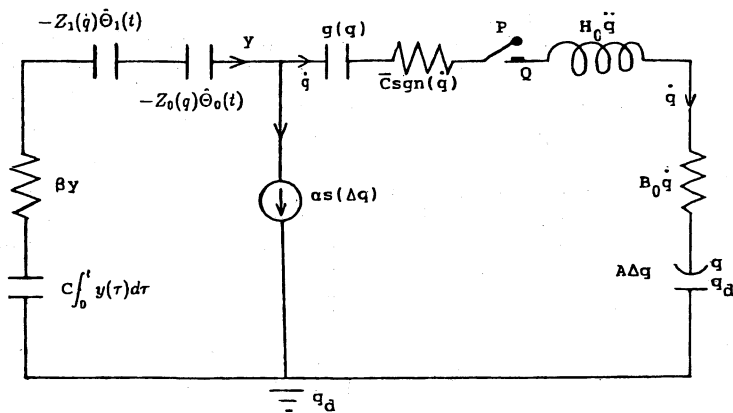 -Z₁(q̇)Θ̂̇₁(t)
g(q)
P
H₀q̈
y
q̇
C̄sgn(q̇)
Q
-Z₀(q)Θ̂̇₀(t)
q̇
βy
αs(Δq)
B₀q̇
C∫₀ᵗ y(τ)dτ
AΔq
q
q_d
q_d